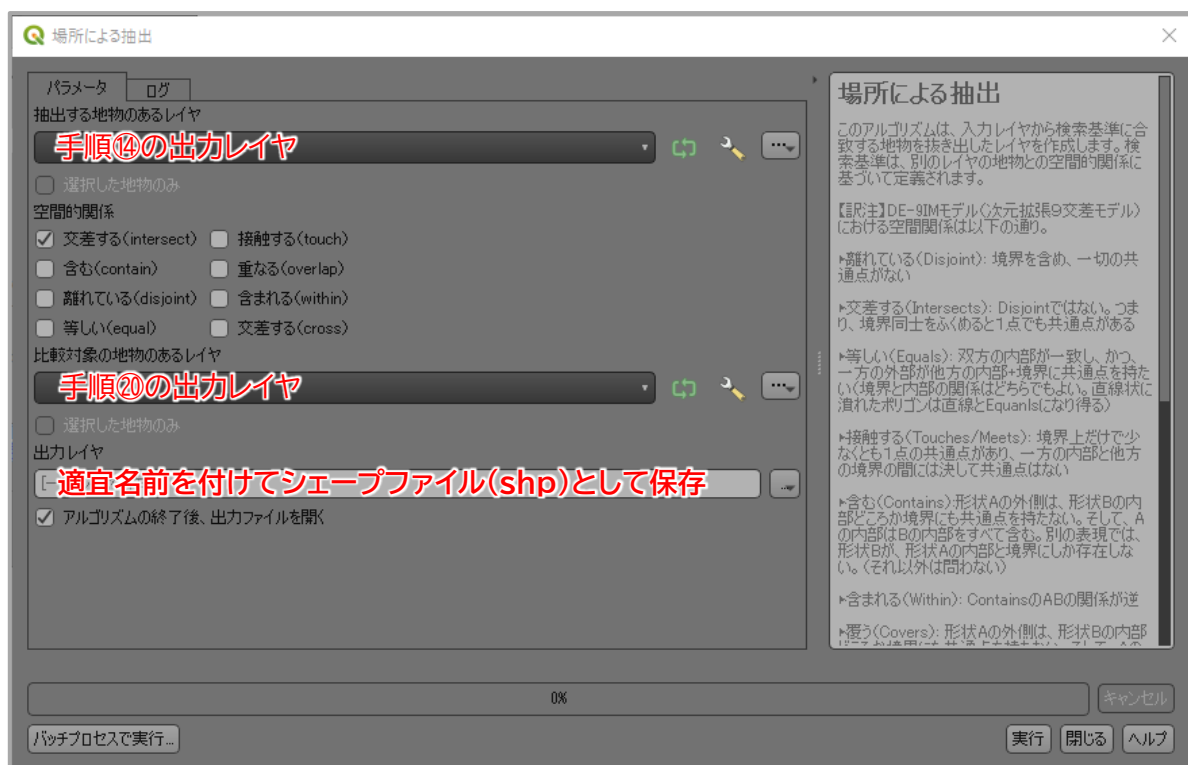 場所による抽出
パラメータ ログ
抽出する地物のあるレイヤ
手順⑭の出力レイヤ
選択した地物のみ
空間的関係
交差する(intersect) 接触する(touch)
含む(contain) 重なる(overlap)
離れている(disjoint) 含まれる(within)
等しい(equal) 交差する(cross)
比較対象の地物のあるレイヤ
手順⑳の出力レイヤ
選択した地物のみ
出力レイヤ
適宜名前を付けてシェープファイル(shp)として保存
アルゴリズムの終了後、出力ファイルを開く
場所による抽出
このアルゴリズムは、入力レイヤから検索基準に合
致する地物を抜き出したレイヤを作成します。検
索基準は、別のレイヤの地物との空間的関係に
基づいて定義されます。
【訳注】DE-9IMモデル(次元拡張9交差モデル)
における空間関係は以下の通り。
▸離れている(Disjoint): 境界を含め、一切の共
通点がない
▸交差する(Intersects): Disjointではない。つま
り、境界同士をふくめると1点でも共通点がある
▸等しい(Equals): 双方の内部が一致し、かつ、
一方の外部が他方の内部+境界に共通点を持た
い(境界と内部の関係はどちらでもよい。直線状に
潰れたポリゴンは直線とEquanlsになり得る)
▸接触する(Touches/Meets): 境界上だけで少
なくとも1点の共通点があり、一方の内部と他方
の境界の間には決して共通点はない
▸含む(Contains):形状Aの外側は、形状Bの内
部どころか境界にも共通点を持たない。そして、A
の内部はBの内部をすべて含む。別の表現では、
形状Bが、形状Aの内部と境界にしか存在しな
い。(それ以外は問わない)
▸含まれる(Within): ContainsのABの関係が逆
▸覆う(Covers): 形状Aの外側は、形状Bの内部
0% キャンセル
バッチプロセスで実行… 実行 閉じる ヘルプ